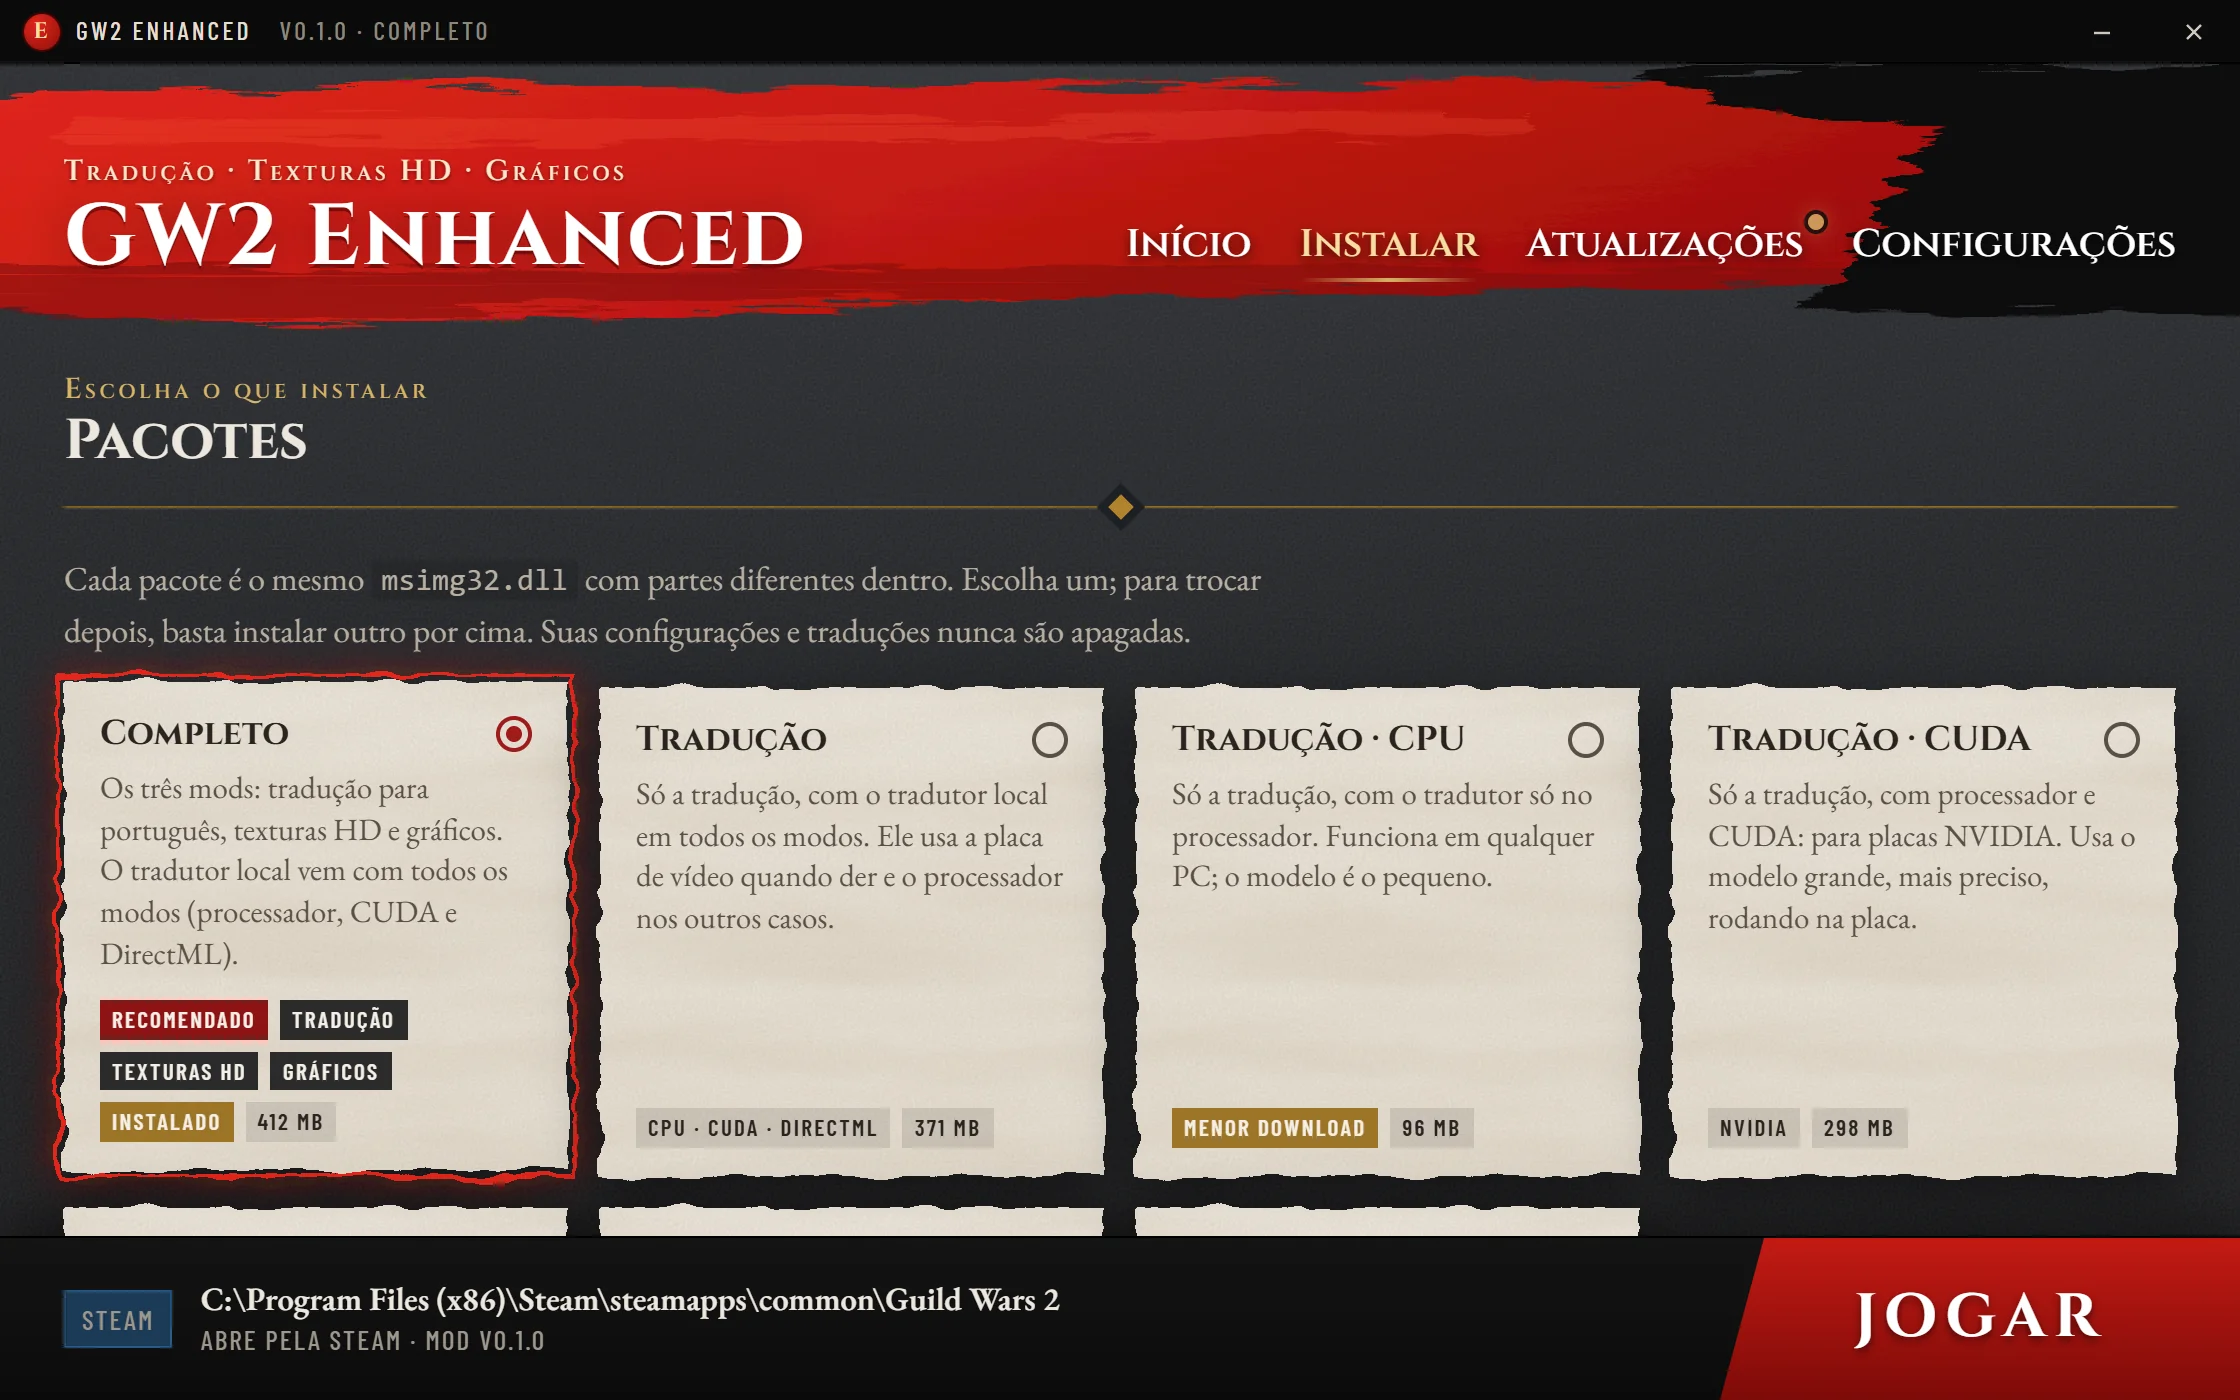 E GW2 ENHANCED V0.1.0 · COMPLETO
Tradução · Texturas HD · Gráficos
GW2 Enhanced
Início Instalar Atualizações Configurações
Escolha o que instalar
Pacotes
Cada pacote é o mesmo msimg32.dll com partes diferentes dentro. Escolha um; para trocar
depois, basta instalar outro por cima. Suas configurações e traduções nunca são apagadas.
Completo
Os três mods: tradução para
português, texturas HD e gráficos.
O tradutor local vem com todos os
modos (processador, CUDA e
DirectML).
RECOMENDADO TRADUÇÃO
TEXTURAS HD GRÁFICOS
INSTALADO 412 MB
Tradução
Só a tradução, com o tradutor local
em todos os modos. Ele usa a placa
de vídeo quando der e o processador
nos outros casos.
CPU · CUDA · DIRECTML 371 MB
Tradução · CPU
Só a tradução, com o tradutor só no
processador. Funciona em qualquer
PC; o modelo é o pequeno.
MENOR DOWNLOAD 96 MB
Tradução · CUDA
Só a tradução, com processador e
CUDA: para placas NVIDIA. Usa o
modelo grande, mais preciso,
rodando na placa.
NVIDIA 298 MB
STEAM
C:\Program Files (x86)\Steam\steamapps\common\Guild Wars 2
ABRE PELA STEAM · MOD V0.1.0
JOGAR